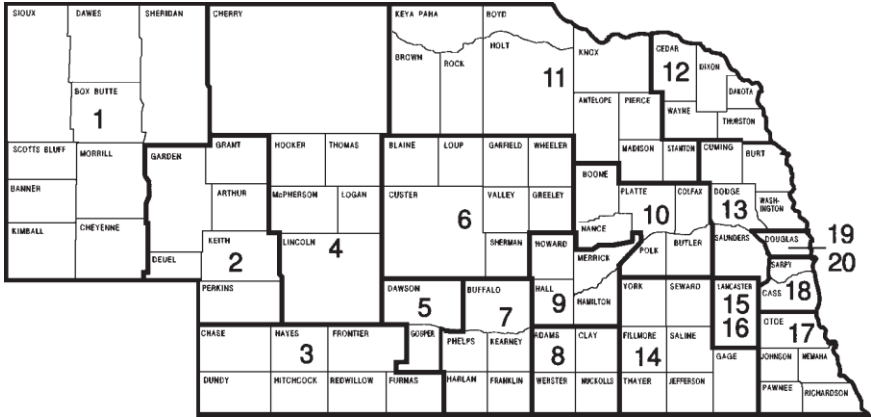 SIOUX DAWES SHERIDAN CHERRY KEYA PAHA BOYD
HOLT KNOX CEDAR
BROWN ROCK 11 12 DIXON
BOX BUTTE DAKOTA
1 ANTELOPE PIERCE WAYNE THURSTON
SCOTTS BLUFF MORRILL GARDEN GRANT HOOKER THOMAS BLAINE LOUP GARFIELD WHEELER MADISON STANTON CUMING BURT
BOONE
BANNER ARTHUR McPHERSON LOGAN CUSTER VALLEY GREELEY PLATTE COLFAX DODGE WASH-
INGTON
6 10 13
KIMBALL CHEYENNE KEITH LINCOLN 4 NANCE
DEUEL 2 SHERMAN HOWARD MERRICK POLK BUTLER SAUNDERS DOUGLAS 19
20
SARPY
PERKINS DAWSON BUFFALO HALL HAMILTON YORK SEWARD LANCASTER CASS 18
5 7 9 15
16
CHASE HAYES FRONTIER GOSPER PHELPS KEARNEY ADAMS CLAY FILLMORE SALINE OTOE 17
3 8 14 GAGE JOHNSON NEMAHA
DUNDY HITCHCOCK REDWILLOW FURNAS HARLAN FRANKLIN WEBSTER NUCKOLLS THAYER JEFFERSON PAWNEE RICHARDSON